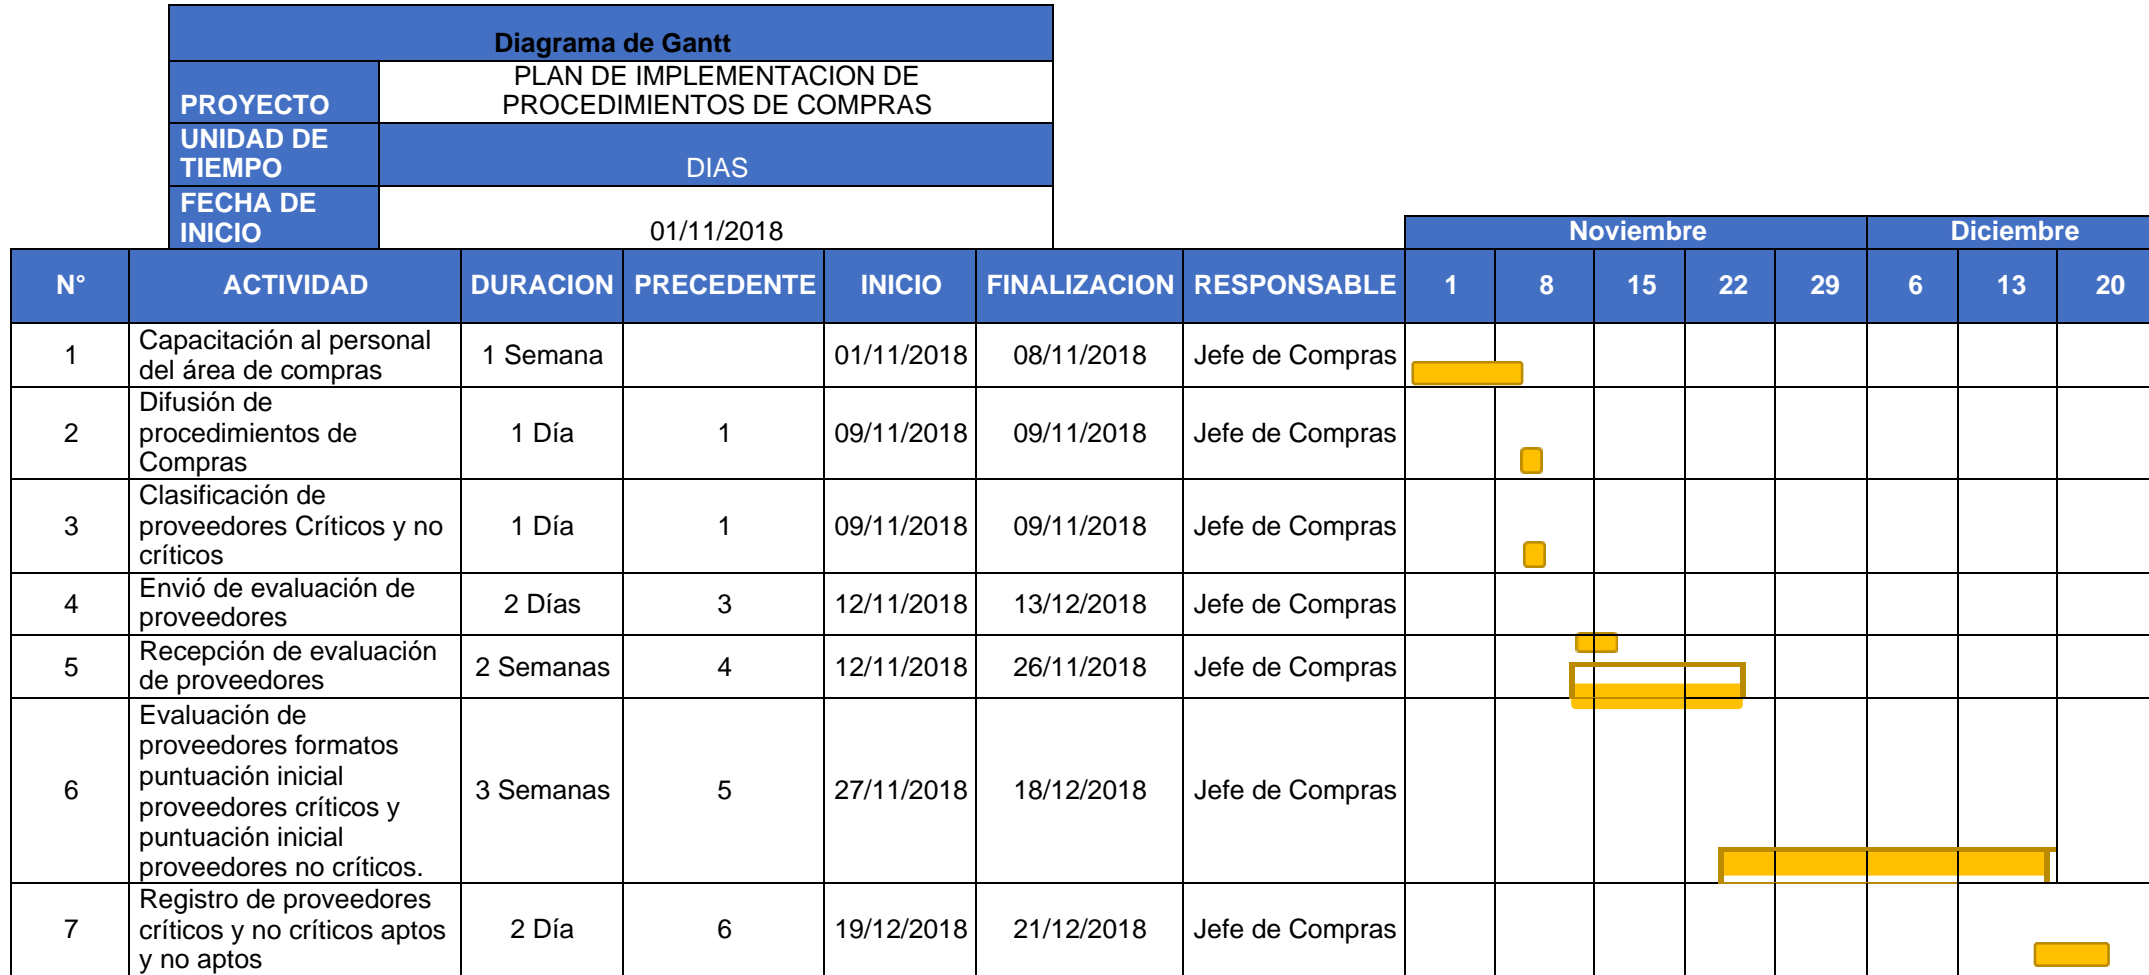 Diagrama de Gantt
PROYECTO
PLAN DE IMPLEMENTACION DE
PROCEDIMIENTOS DE COMPRAS
UNIDAD DE
TIEMPO
DIAS
FECHA DE
INICIO
01/11/2018
Noviembre Diciembre
N° ACTIVIDAD DURACION PRECEDENTE INICIO FINALIZACION RESPONSABLE 1 8 15 22 29 6 13 20
1
Capacitación al personal
del área de compras
1 Semana 01/11/2018 08/11/2018 Jefe de Compras
2
Difusión de
procedimientos de
Compras
1 Día 1 09/11/2018 09/11/2018 Jefe de Compras
3
Clasificación de
proveedores Críticos y no
críticos
1 Día 1 09/11/2018 09/11/2018 Jefe de Compras
4
Envió de evaluación de
proveedores
2 Días 3 12/11/2018 13/12/2018 Jefe de Compras
5
Recepción de evaluación
de proveedores
2 Semanas 4 12/11/2018 26/11/2018 Jefe de Compras
6
Evaluación de
proveedores formatos
puntuación inicial
proveedores críticos y
puntuación inicial
proveedores no críticos.
3 Semanas 5 27/11/2018 18/12/2018 Jefe de Compras
7
Registro de proveedores
críticos y no críticos aptos
y no aptos
2 Día 6 19/12/2018 21/12/2018 Jefe de Compras